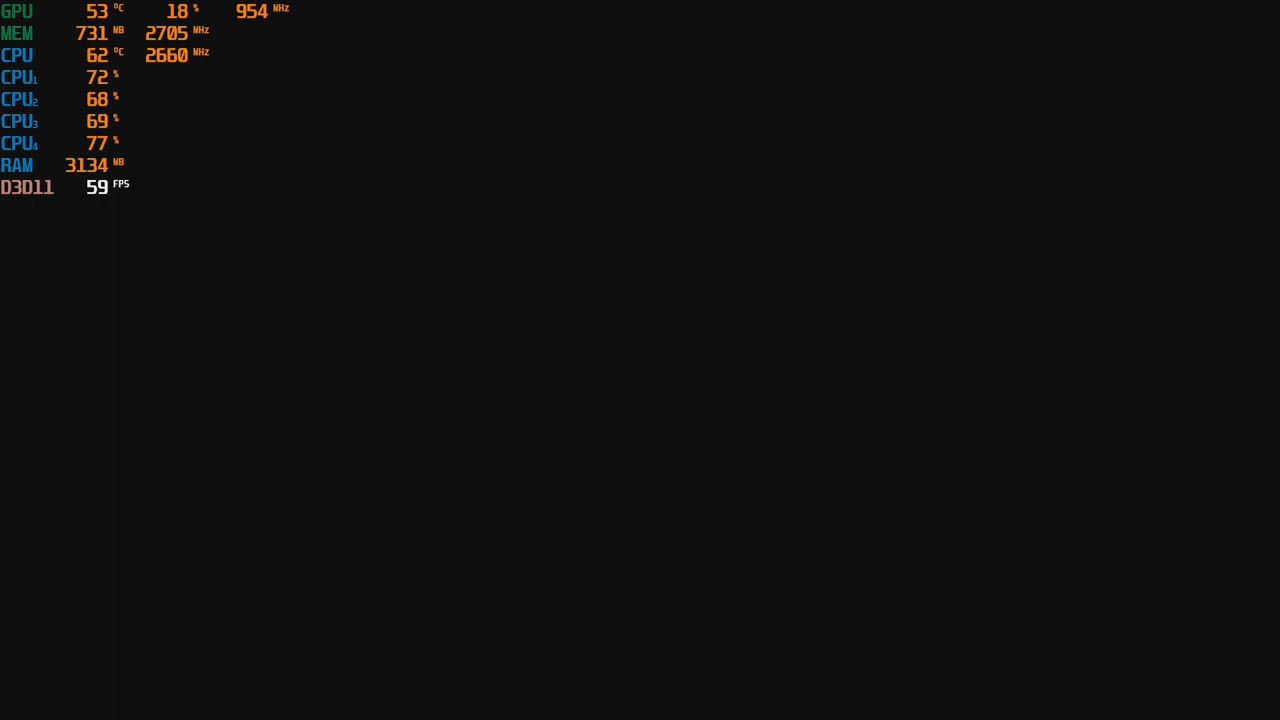 GPU 53 °C 18 % 954 MHz
MEM 731 MB 2705 MHz
CPU 62 °C 2660 MHz
CPU₁ 72 %
CPU₂ 68 %
CPU₃ 69 %
CPU₄ 77 %
RAM 3134 MB
D3D11 59 FPS